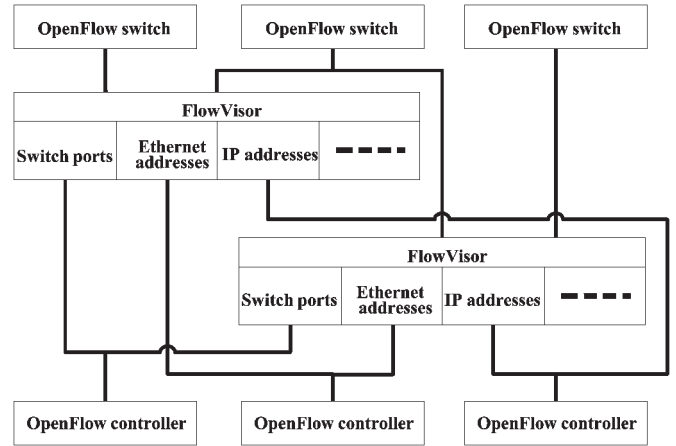 OpenFlow switch
OpenFlow switch
OpenFlow switch
FlowVisor
Switch ports
Ethernet
addresses
IP addresses
FlowVisor
Switch ports
Ethernet
addresses
IP addresses
OpenFlow controller
OpenFlow controller
OpenFlow controller